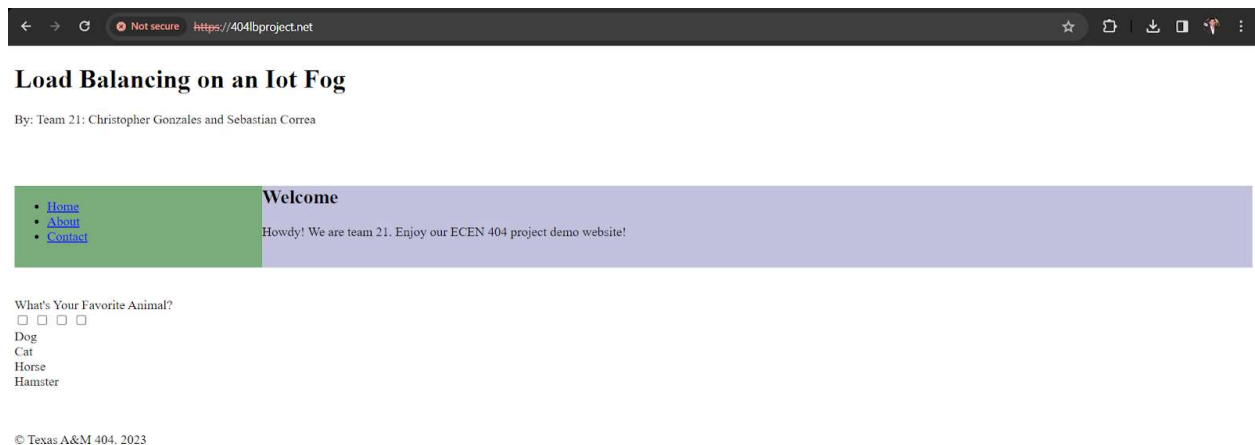 Not secure https://404lbproject.net
Load Balancing on an Iot Fog
By: Team 21: Christopher Gonzales and Sebastian Correa
Home
About
Contact
Welcome
Howdy! We are team 21. Enjoy our ECEN 404 project demo website!
What's Your Favorite Animal?
Dog
Cat
Horse
Hamster
© Texas A&M 404. 2023